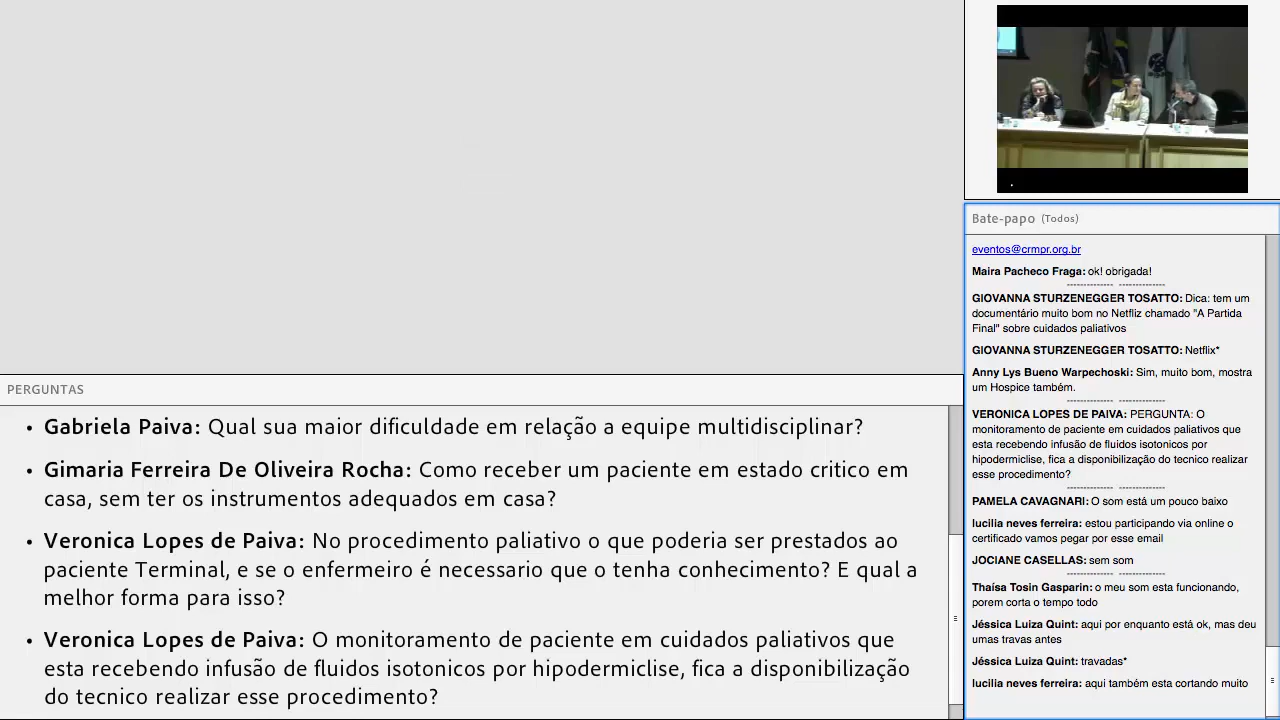 PERGUNTAS
• Gabriela Paiva: Qual sua maior dificuldade em relação a equipe multidisciplinar?
• Gimaria Ferreira De Oliveira Rocha: Como receber um paciente em estado critico em
casa, sem ter os instrumentos adequados em casa?
• Veronica Lopes de Paiva: No procedimento paliativo o que poderia ser prestados ao
paciente Terminal, e se o enfermeiro é necessario que o tenha conhecimento? E qual a
melhor forma para isso?
• Veronica Lopes de Paiva: O monitoramento de paciente em cuidados paliativos que
esta recebendo infusão de fluidos isotonicos por hipodermiclise, fica a disponibilização
do tecnico realizar esse procedimento?
Bate-papo (Todos)
eventos@crmpr.org.br
Maira Pacheco Fraga: ok! obrigada!
-------------- --------------
GIOVANNA STURZENEGGER TOSATTO: Dica: tem um
documentário muito bom no Netfliz chamado "A Partida
Final" sobre cuidados paliativos
GIOVANNA STURZENEGGER TOSATTO: Netflix*
Anny Lys Bueno Warpechoski: Sim, muito bom, mostra
um Hospice também.
-------------- --------------
VERONICA LOPES DE PAIVA: PERGUNTA: O
monitoramento de paciente em cuidados paliativos que
esta recebendo infusão de fluidos isotonicos por
hipodermiclise, fica a disponibilização do tecnico realizar
esse procedimento?
-------------- --------------
PAMELA CAVAGNARI: O som está um pouco baixo
lucilia neves ferreira: estou participando via online o
certificado vamos pegar por esse email
JOCIANE CASELLAS: sem som
-------------- --------------
Thaísa Tosin Gasparin: o meu som esta funcionando,
porem corta o tempo todo
Jéssica Luiza Quint: aqui por enquanto está ok, mas deu
umas travas antes
Jéssica Luiza Quint: travadas*
lucilia neves ferreira: aqui também esta cortando muito